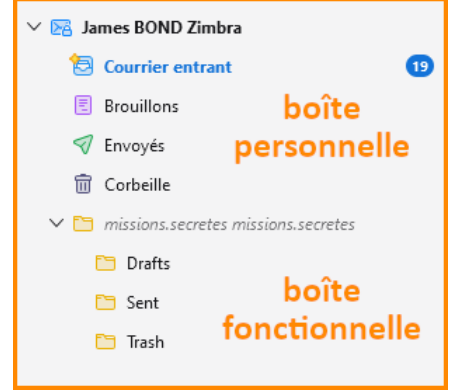 James BOND Zimbra
Courrier entrant 19
Brouillons
Envoyés
Corbeille
boîte
personnelle
missions.secretes missions.secretes
Drafts
Sent
Trash
boîte
fonctionnelle